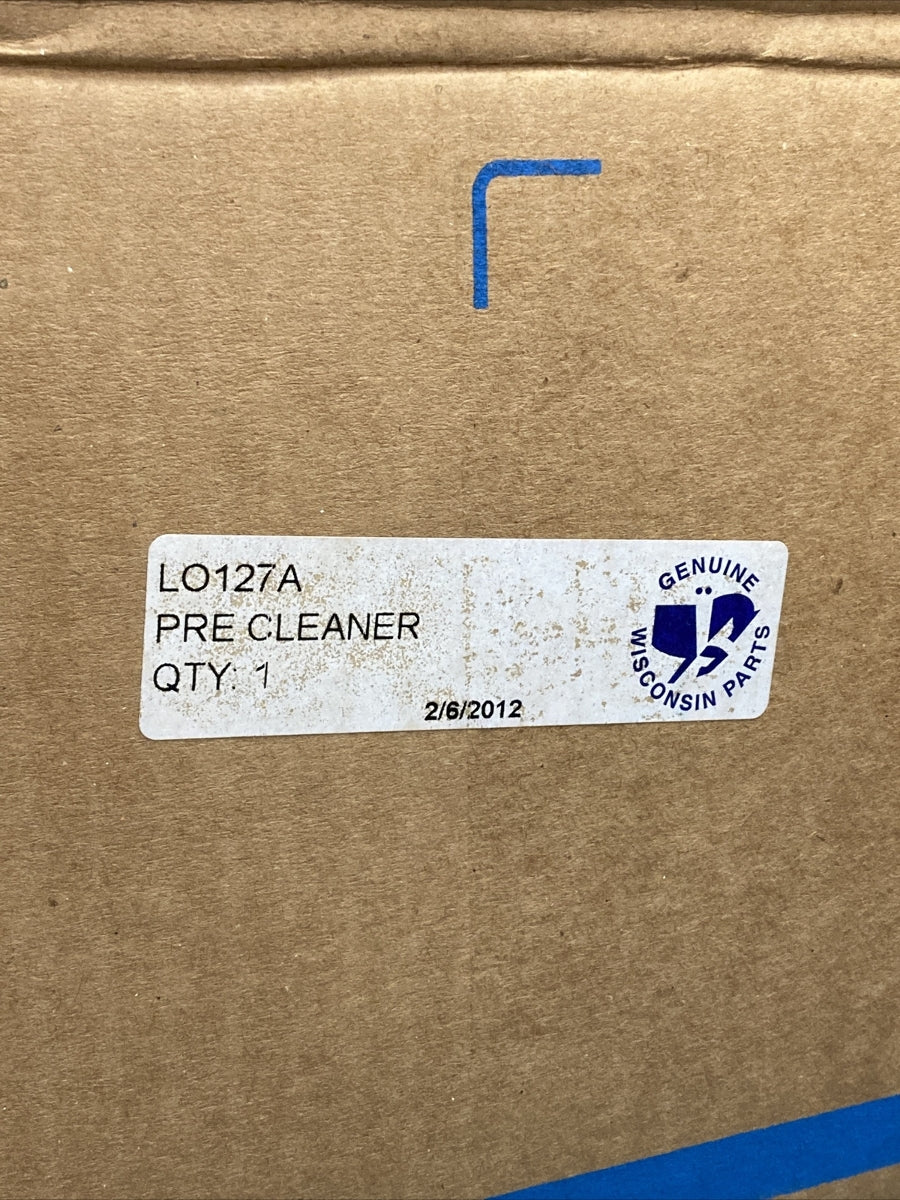 LO127A
PRE CLEANER
QTY: 1
2/6/2012
GENUINE
WISCONSIN PARTS